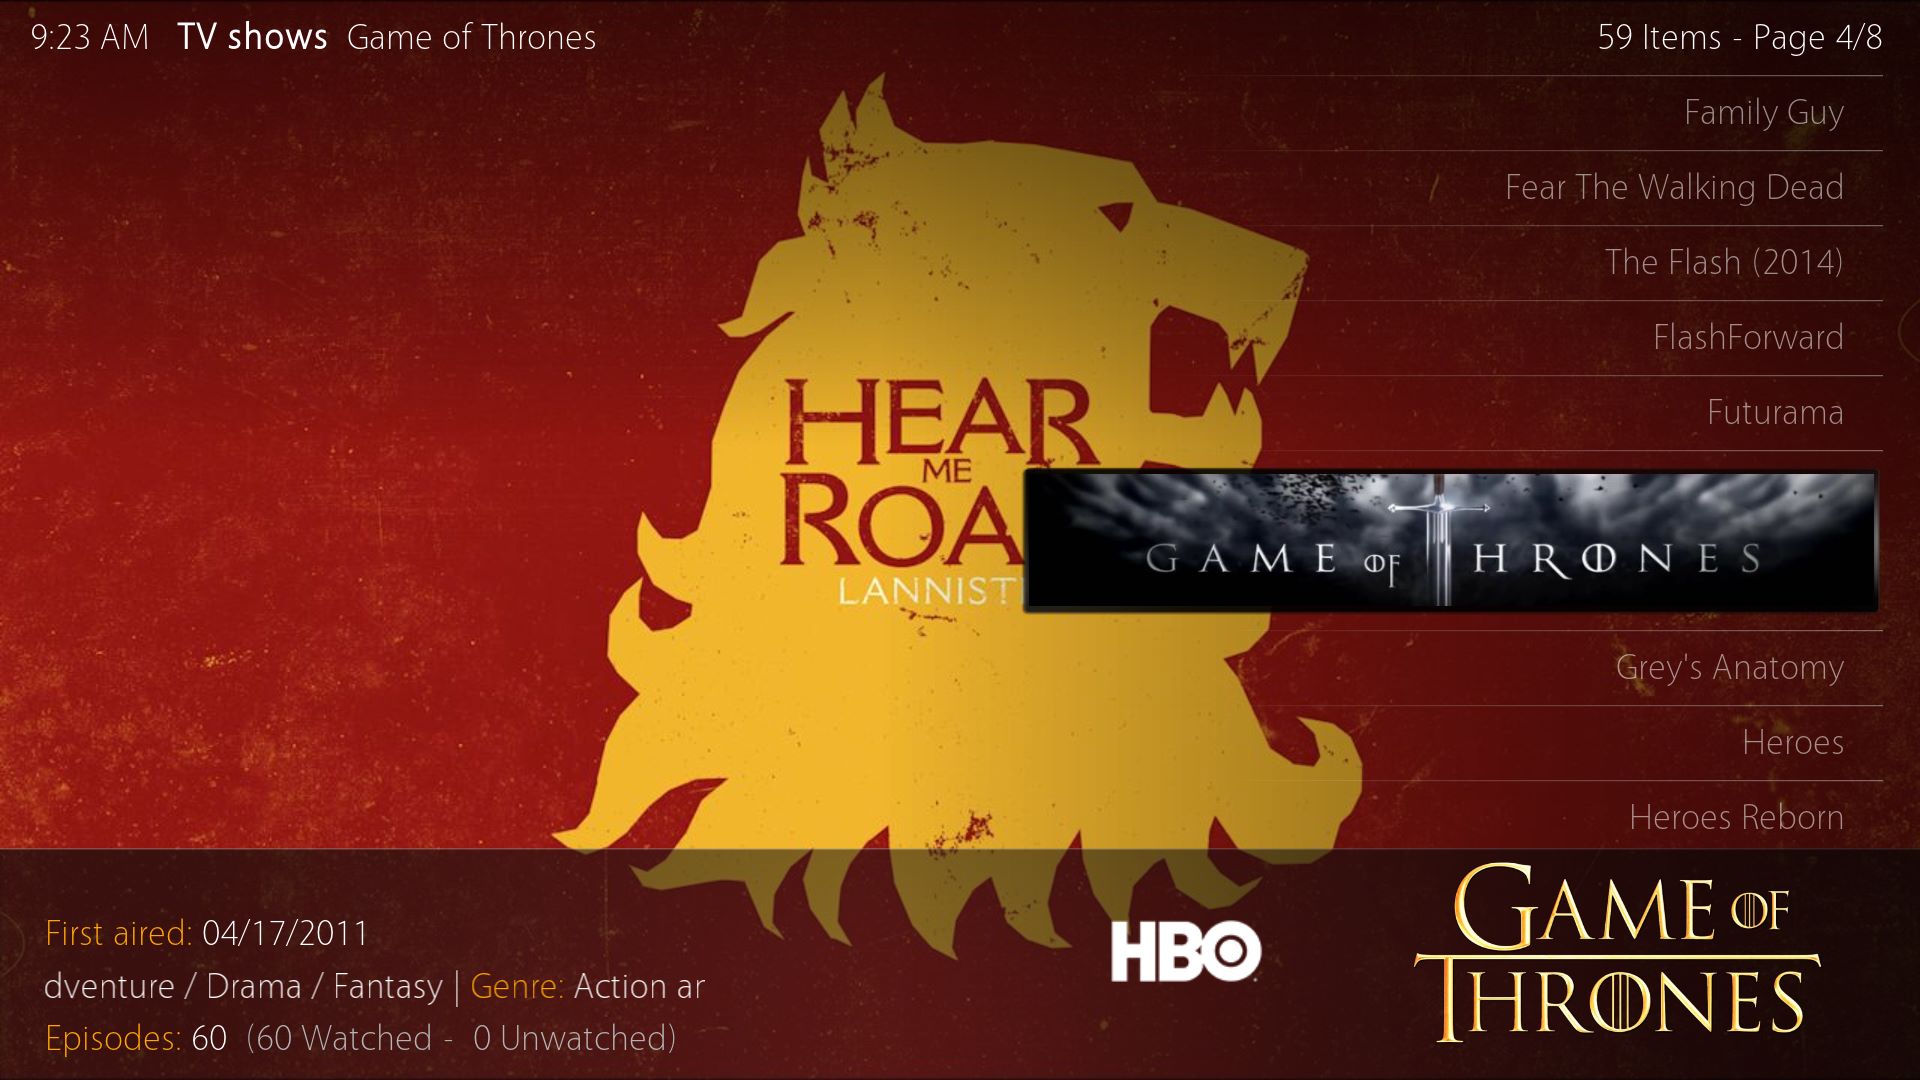 9:23 AM TV shows Game of Thrones
59 Items - Page 4/8
Family Guy
Fear The Walking Dead
The Flash (2014)
FlashForward
Futurama
HEAR
ME
ROA
LANNIST
GAME OF THRONES
Grey's Anatomy
Heroes
Heroes Reborn
First aired: 04/17/2011
dventure / Drama / Fantasy | Genre: Action ar
Episodes: 60 (60 Watched - 0 Unwatched)
HBO
GAME OF
THRONES